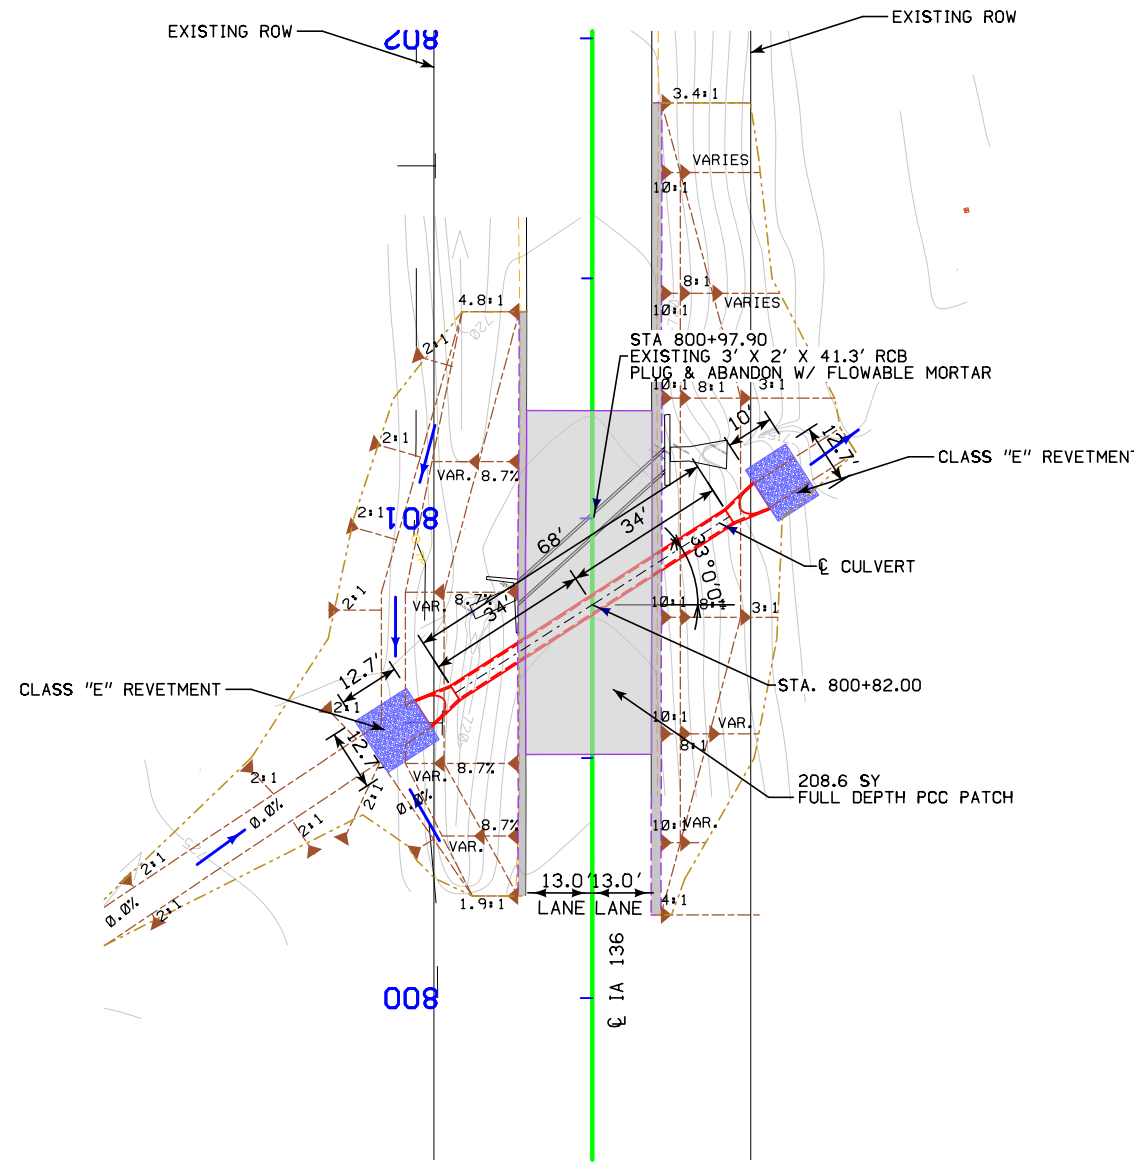 EXISTING ROW
EXISTING ROW
802
3.4:1
VARIES
10:1
8:1
VARIES
10:1
4.8:1
720
2:1
STA 800+97.90
EXISTING 3' X 2' X 41.3' RCB
PLUG & ABANDON W/ FLOWABLE MORTAR
10:1
8:1
3:1
10'
12.7'
2:1
CLASS "E" REVETMENT
VAR.
8.7%
801
2:1
68'
34'
33°0'0"
℄ CULVERT
2:1
VAR.
8.7%
34'
10:1
8:1
3:1
12.7'
CLASS "E" REVETMENT
STA. 800+82.00
2:1
720
10:1
VAR.
8:1
12.7'
VAR.
8.7%
2:1
2:1
0.0%
0.0%
208.6 SY
FULL DEPTH PCC PATCH
2:1
8.7%
VAR.
10:1
VAR.
2:1
0.0%
2:1
13.0'
13.0'
LANE
LANE
1.9:1
4:1
℄ IA 136
800